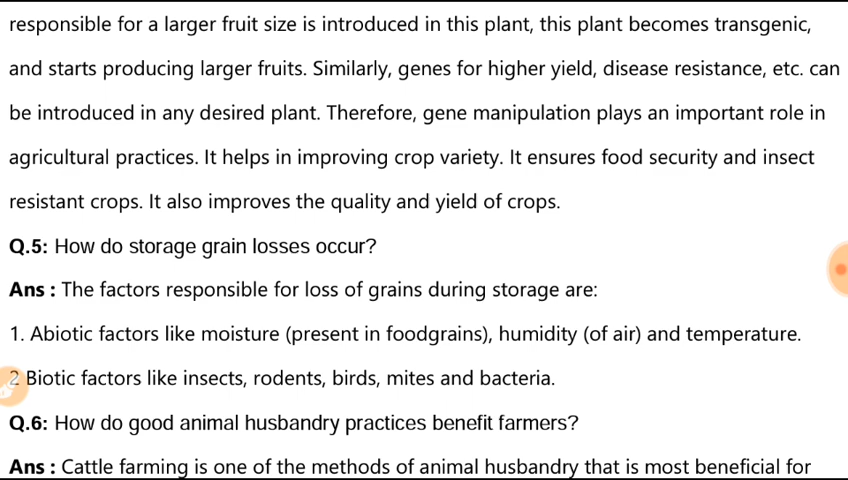 responsible for a larger fruit size is introduced in this plant, this plant becomes transgenic,
and starts producing larger fruits. Similarly, genes for higher yield, disease resistance, etc. can
be introduced in any desired plant. Therefore, gene manipulation plays an important role in
agricultural practices. It helps in improving crop variety. It ensures food security and insect
resistant crops. It also improves the quality and yield of crops.
Q.5: How do storage grain losses occur?
Ans : The factors responsible for loss of grains during storage are:
1. Abiotic factors like moisture (present in foodgrains), humidity (of air) and temperature.
2 Biotic factors like insects, rodents, birds, mites and bacteria.
Q.6: How do good animal husbandry practices benefit farmers?
Ans : Cattle farming is one of the methods of animal husbandry that is most beneficial for